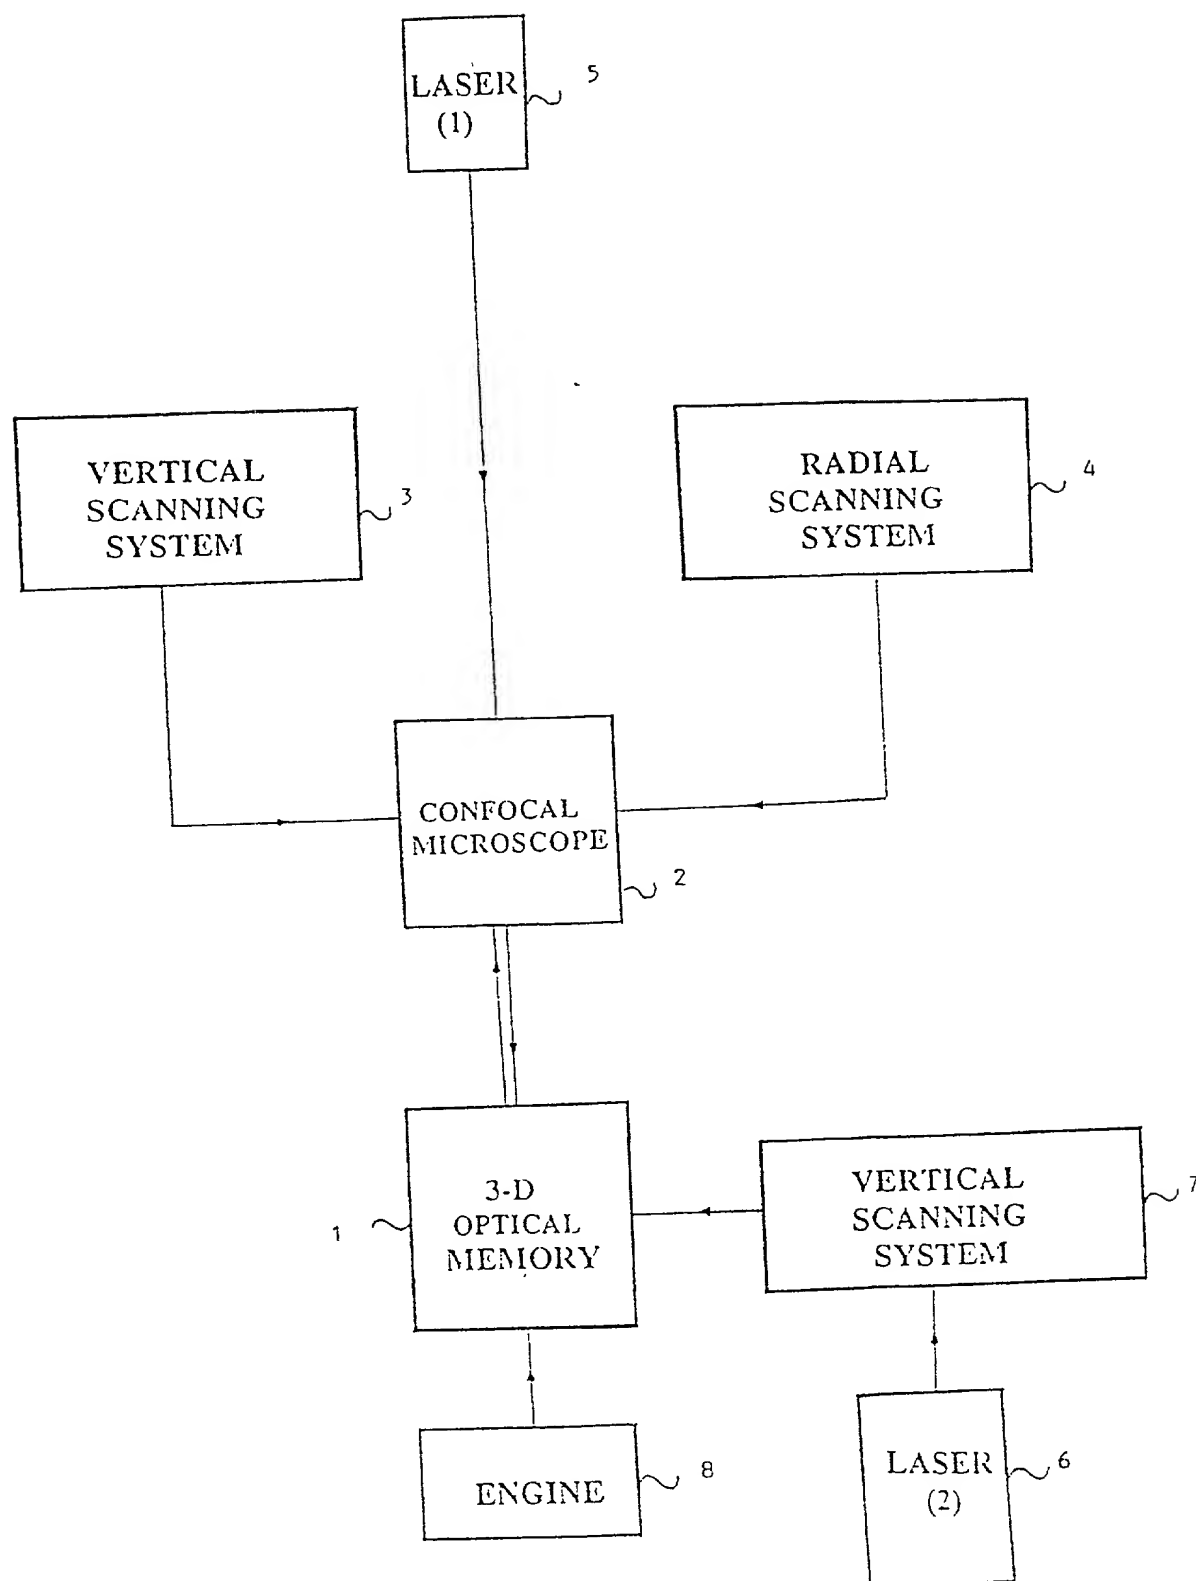 LASER
(1)
5
VERTICAL
SCANNING
SYSTEM
3
RADIAL
SCANNING
SYSTEM
4
CONFOCAL
MICROSCOPE
2
3-D
OPTICAL
MEMORY
1
VERTICAL
SCANNING
SYSTEM
7
ENGINE
8
LASER
(2)
6